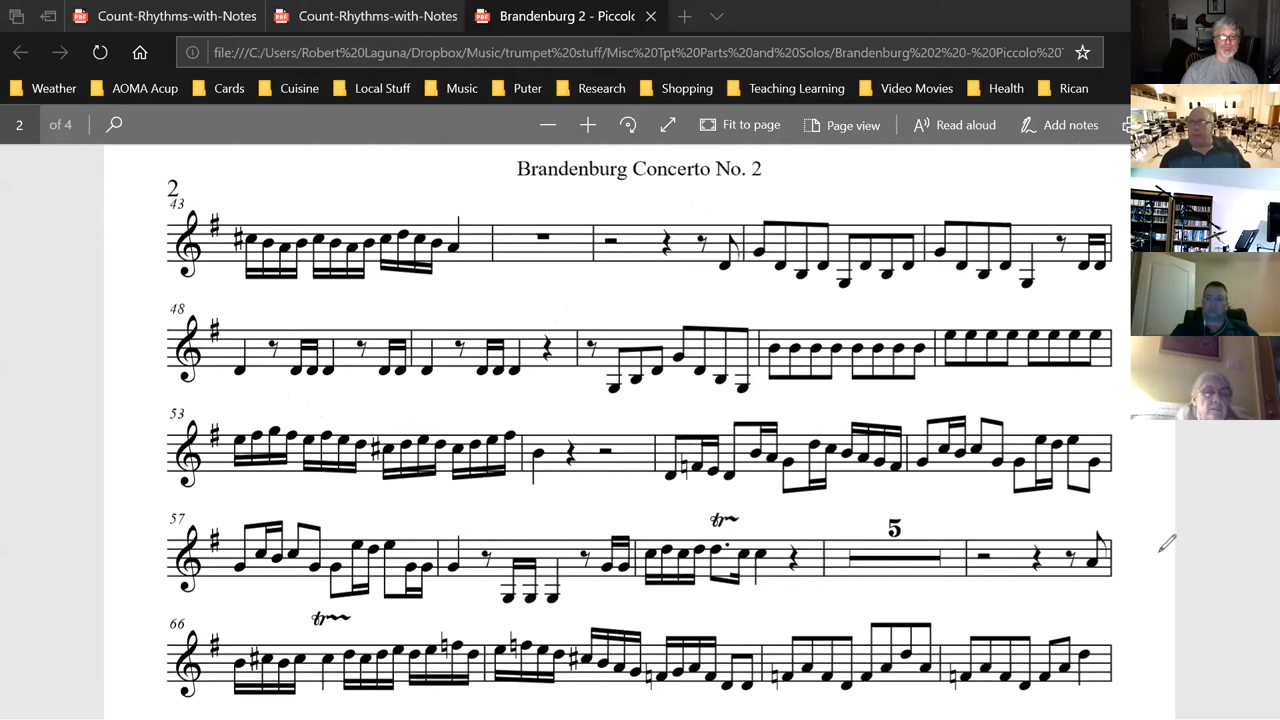 Count-Rhythms-with-Notes Count-Rhythms-with-Notes Brandenburg 2 - Piccolo
file:///C:/Users/Robert%20Laguna/Dropbox/Music/trumpet%20stuff/Misc%20Tpt%20Parts%20and%20Solos/Brandenburg%202%20-%20Piccolo%20
Weather AOMA Acup Cards Cuisine Local Stuff Music Puter Research Shopping Teaching Learning Video Movies Health Rican
2 of 4 Fit to page Page view Read aloud Add notes
Brandenburg Concerto No. 2
2
43
48
53
57
tr
5
tr
66